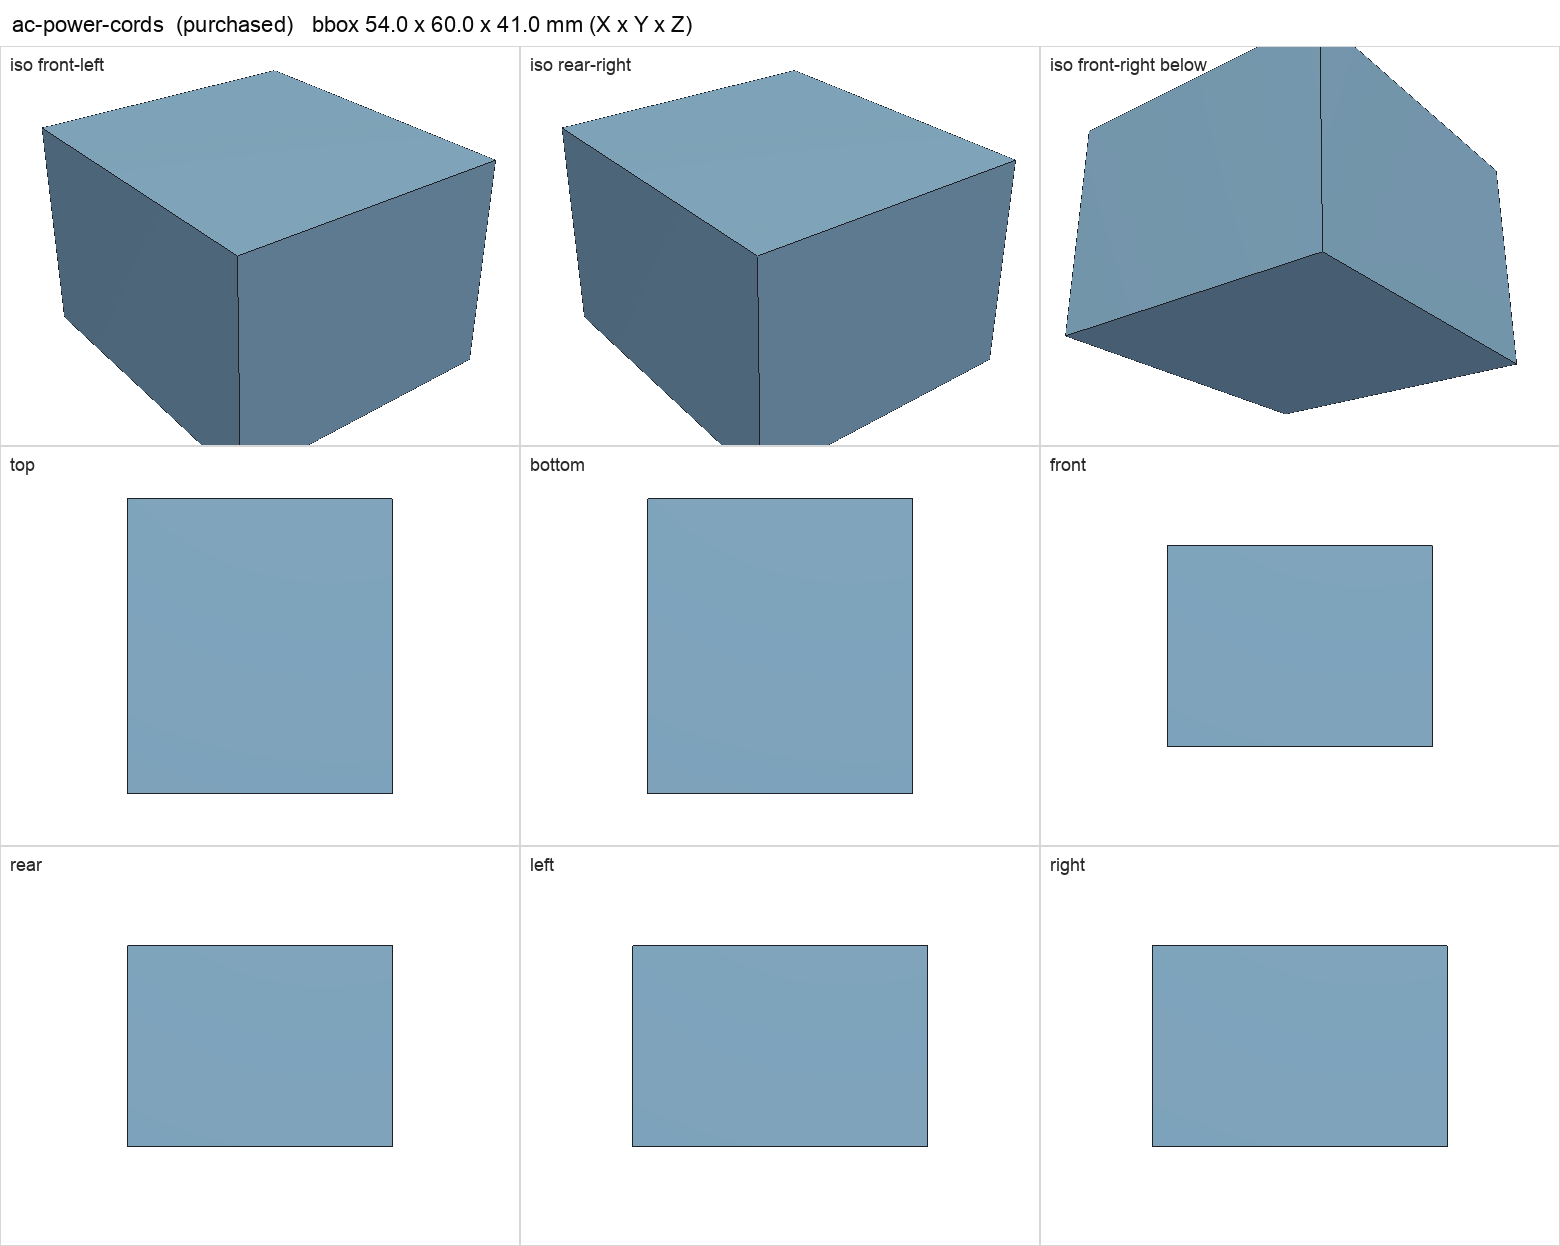 ac-power-cords (purchased) bbox 54.0 x 60.0 x 41.0 mm (X x Y x Z)
iso front-left
iso rear-right
iso front-right below
top
bottom
front
rear
left
right